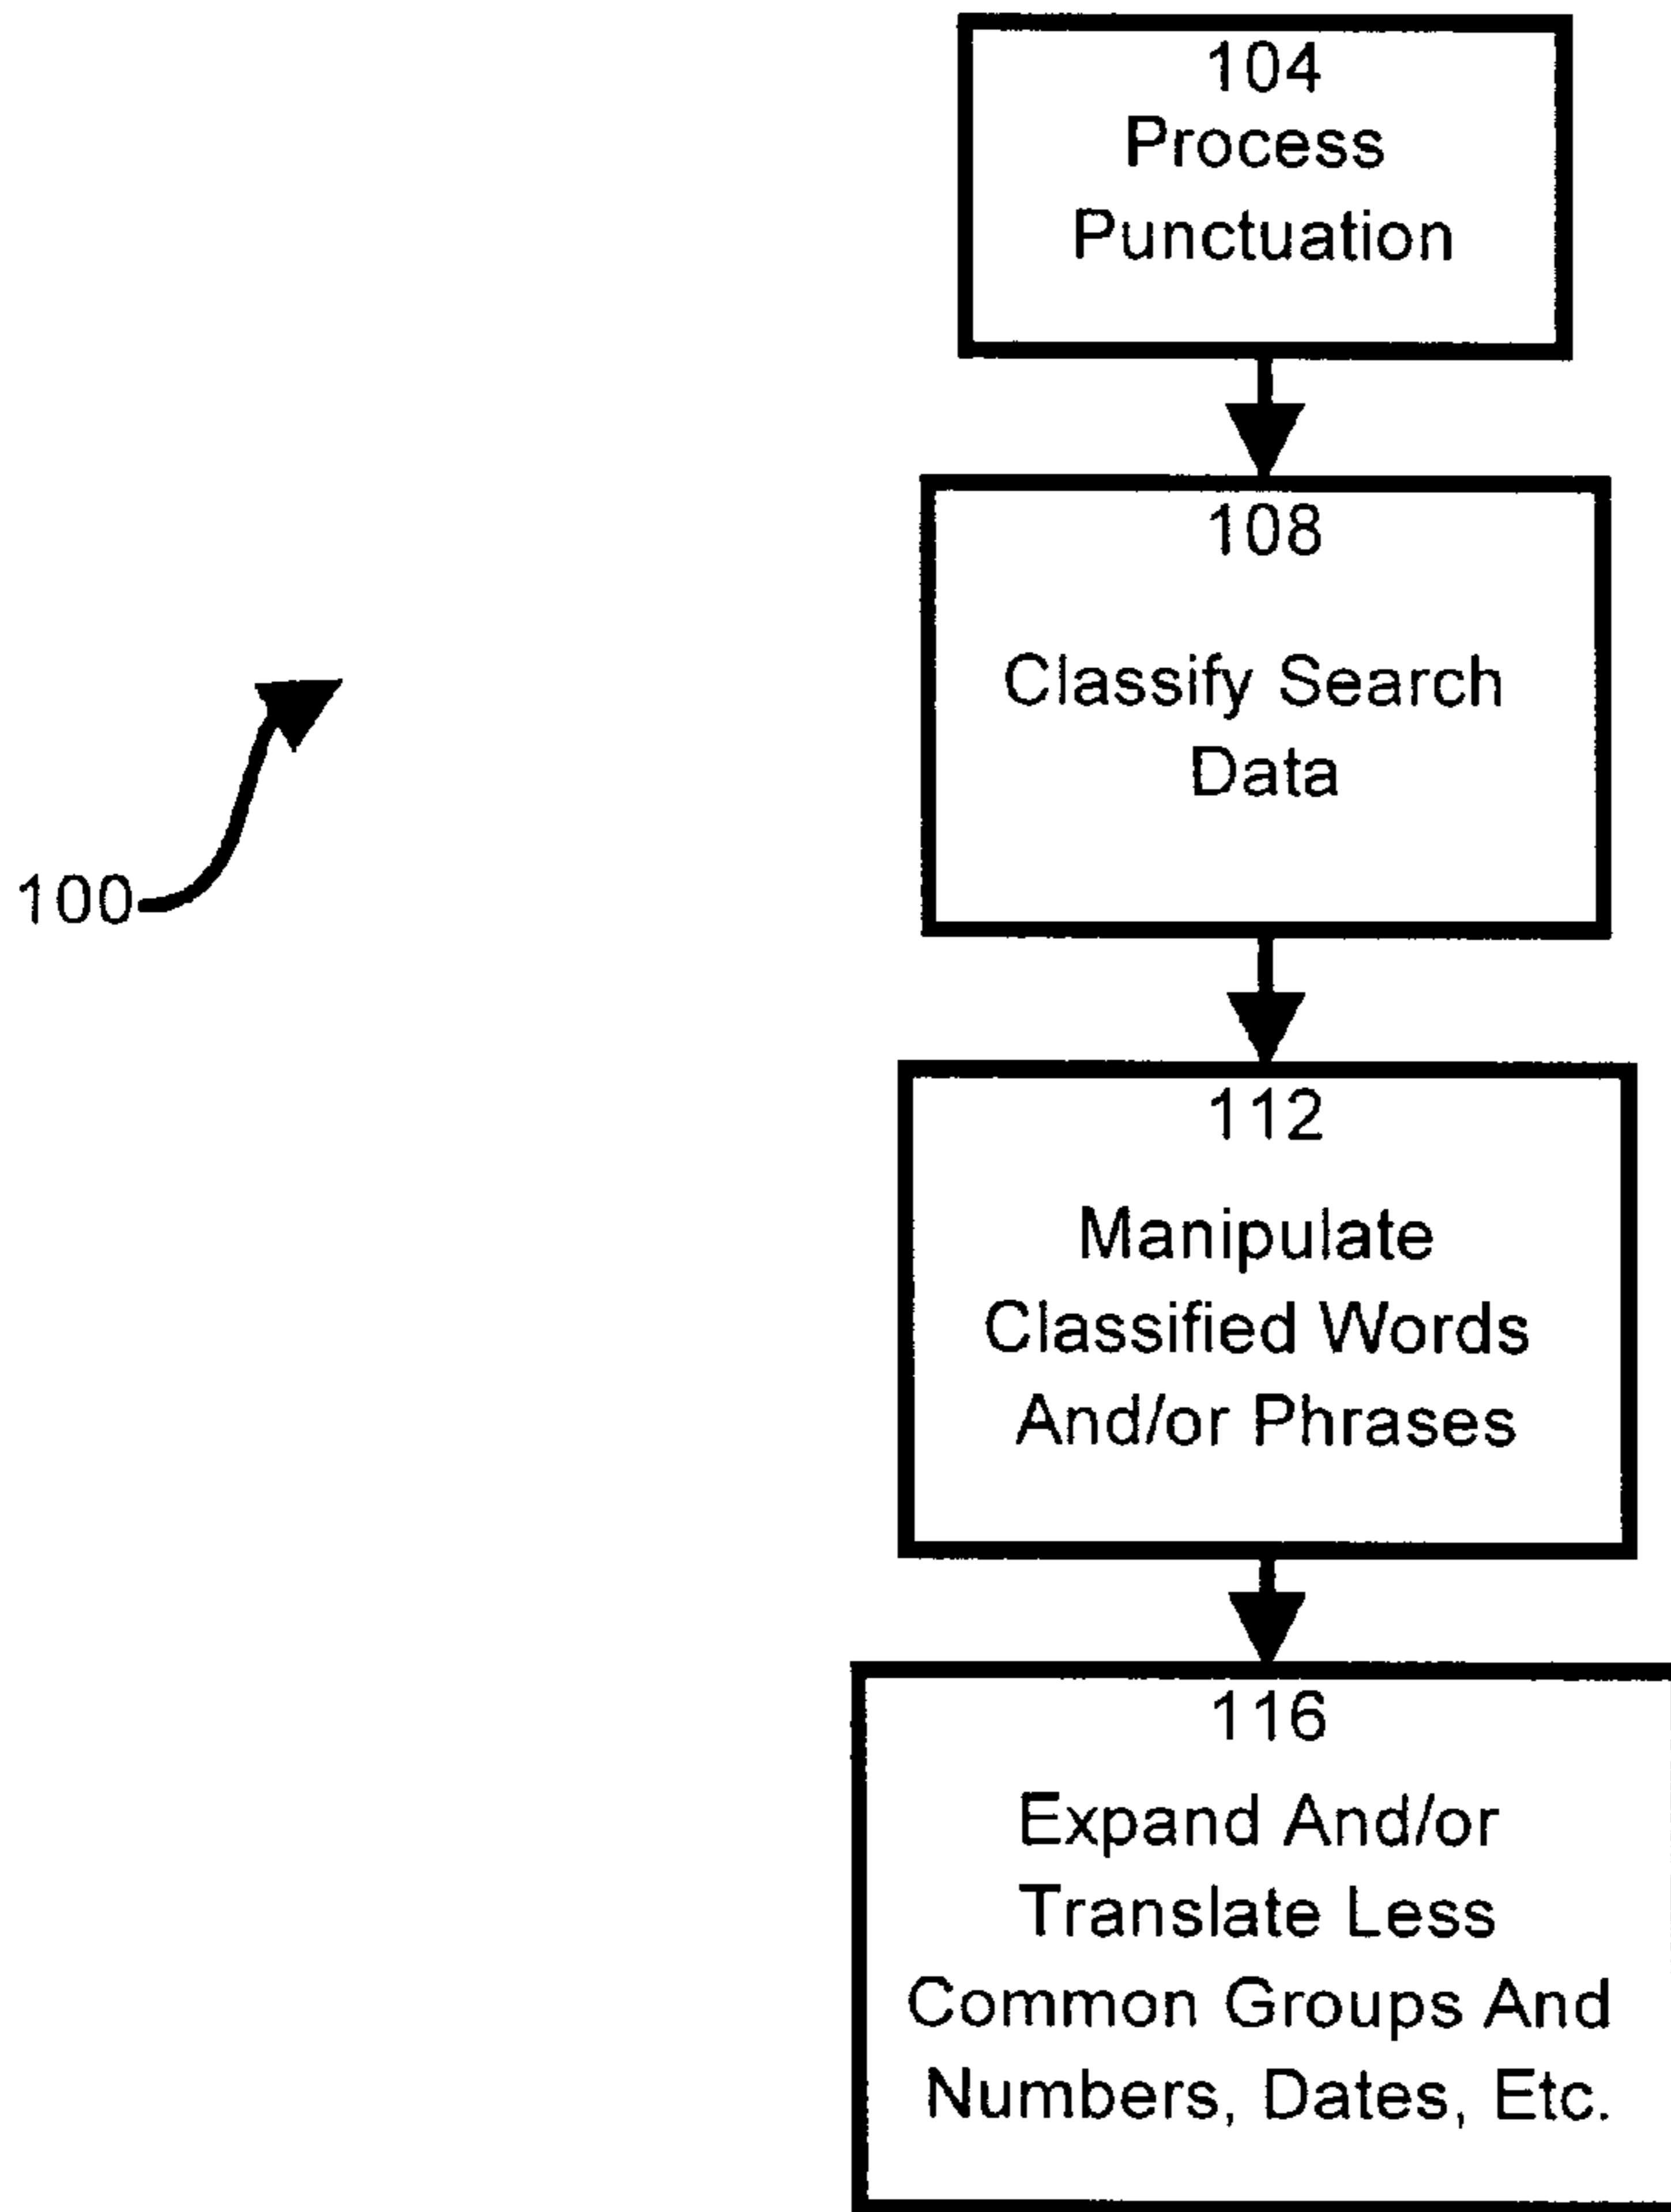 104
Process
Punctuation
108
Classify Search
Data
100
112
Manipulate
Classified Words
And/or Phrases
116
Expand And/or
Translate Less
Common Groups And
Numbers, Dates, Etc.